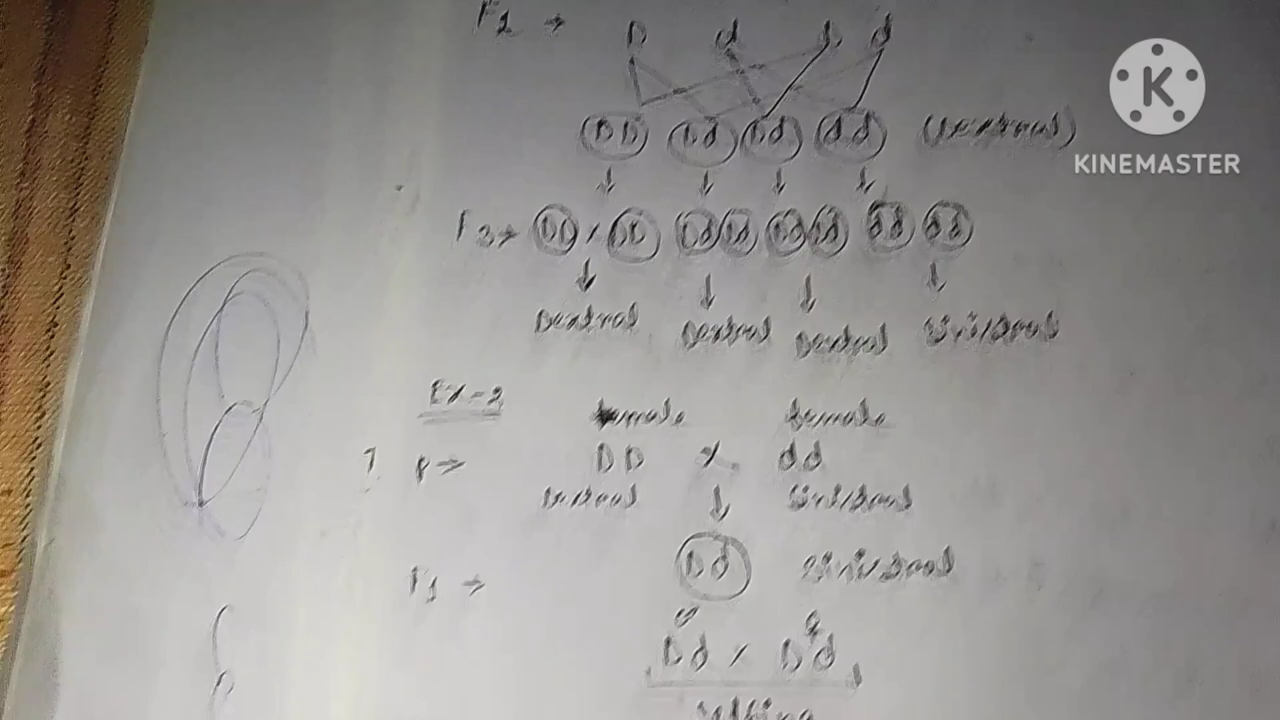 F2 →
D d D d
DD Dd Dd dd (Dextral)
K
KINEMASTER
F3 → DD x DD Dd Dd Dd Dd dd dd
Dextral Dextral Dextral Sinistral
Ex-2
female
P → DD x dd
Dextral Sinistral
F1 → Dd Sinistral
Dd x Dd
selfing